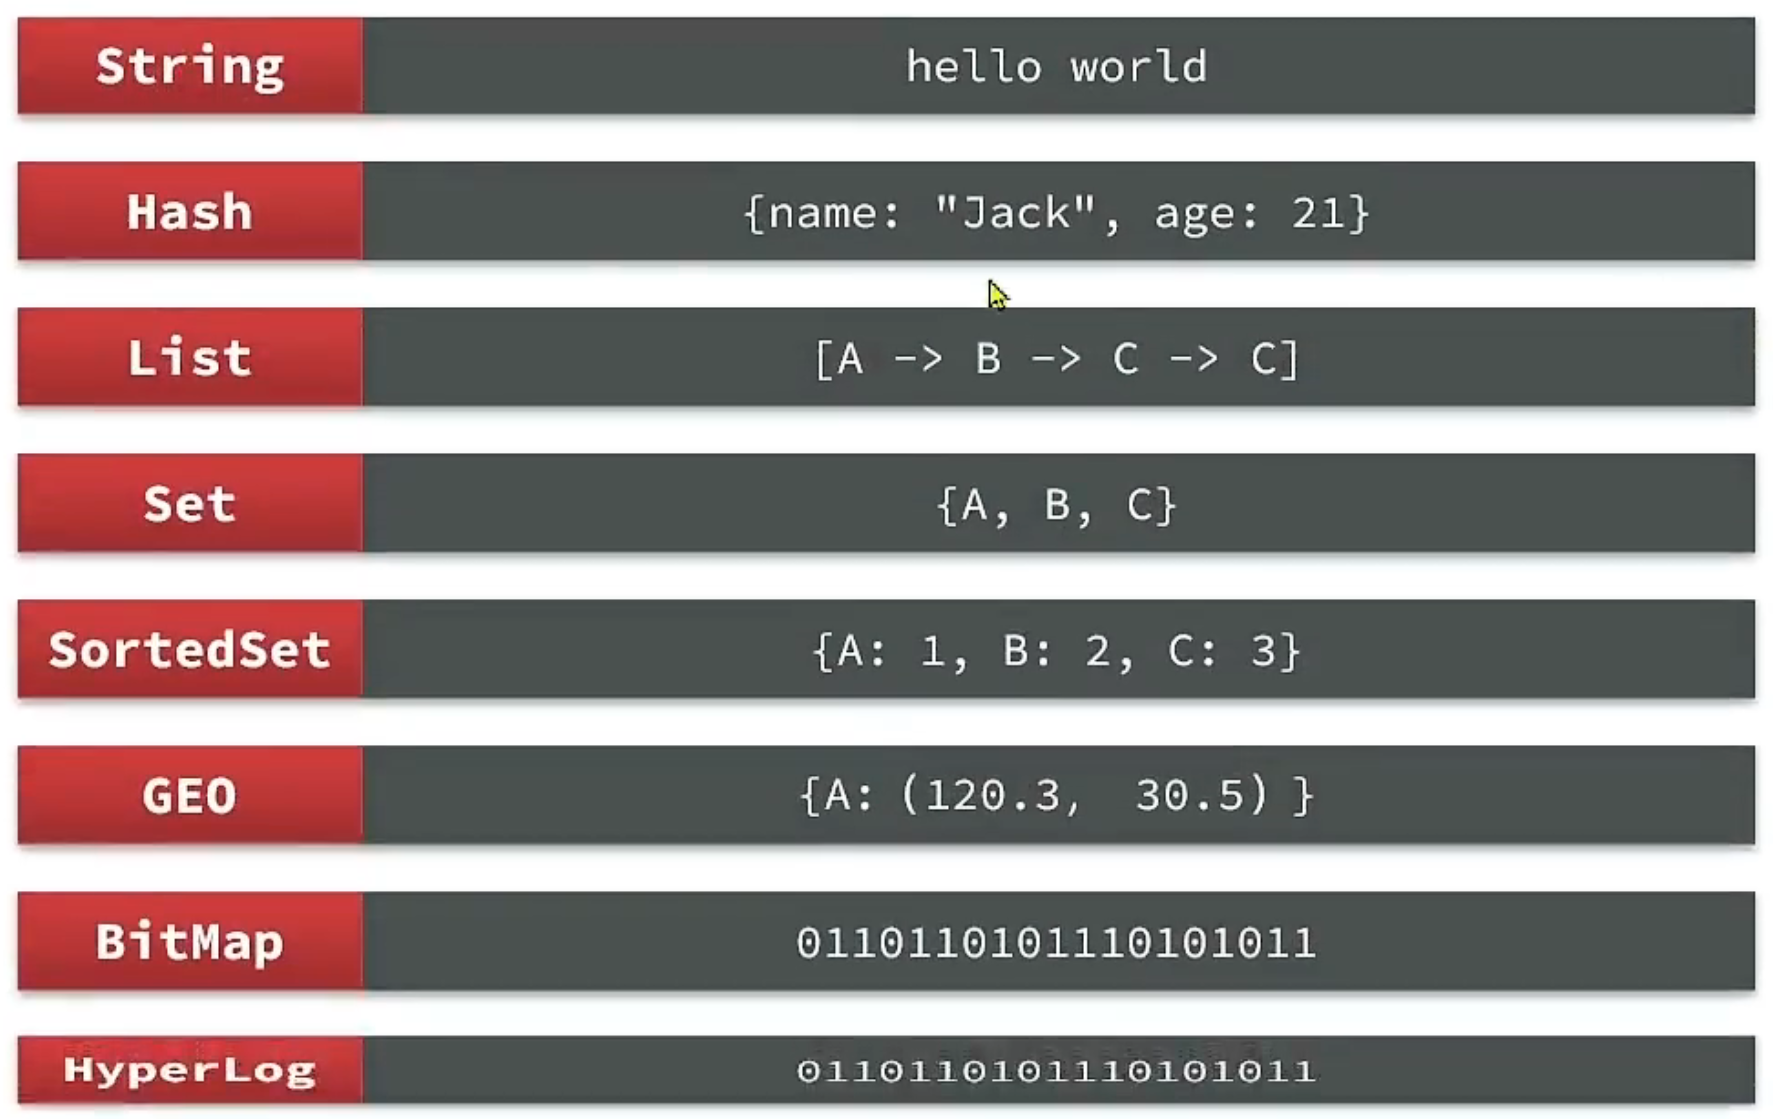 String hello world
Hash {name: "Jack", age: 21}
List [A -> B -> C -> C]
Set {A, B, C}
SortedSet {A: 1, B: 2, C: 3}
GEO {A: (120.3, 30.5) }
BitMap 0110110101110101011
HyperLog 0110110101110101011